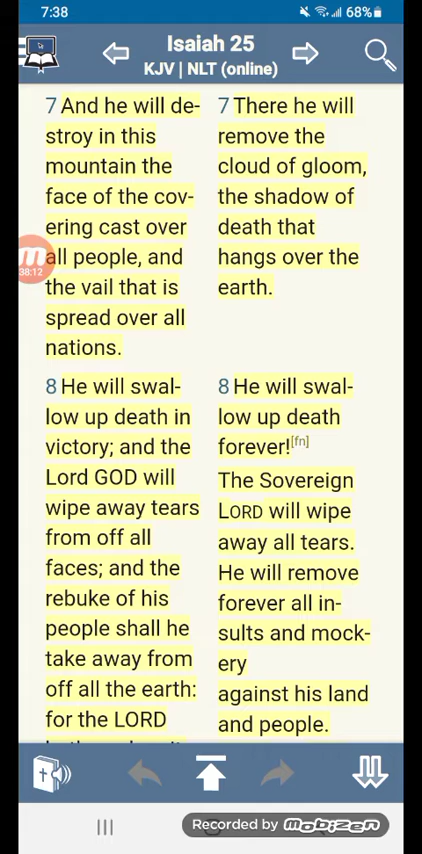 7:38
68%
Isaiah 25
KJV | NLT (online)
7 And he will de-
stroy in this
mountain the
face of the cov-
ering cast over
all people, and
the vail that is
spread over all
nations.
8 He will swal-
low up death in
victory; and the
Lord GOD will
wipe away tears
from off all
faces; and the
rebuke of his
people shall he
take away from
off all the earth:
for the LORD
7 There he will
remove the
cloud of gloom,
the shadow of
death that
hangs over the
earth.
8 He will swal-
low up death
forever![fn]
The Sovereign
LORD will wipe
away all tears.
He will remove
forever all in-
sults and mock-
ery
against his land
and people.
38:12
Recorded by mobizen